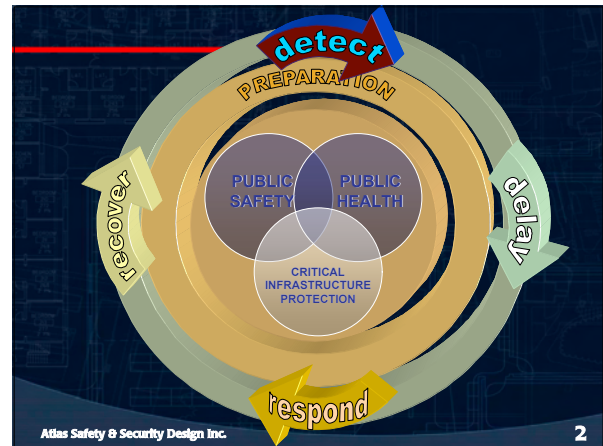 detect
PREPARATION
PUBLIC
SAFETY
PUBLIC
HEALTH
CRITICAL
INFRASTRUCTURE
PROTECTION
delay
respond
recover
Atlas Safety & Security Design Inc.
2